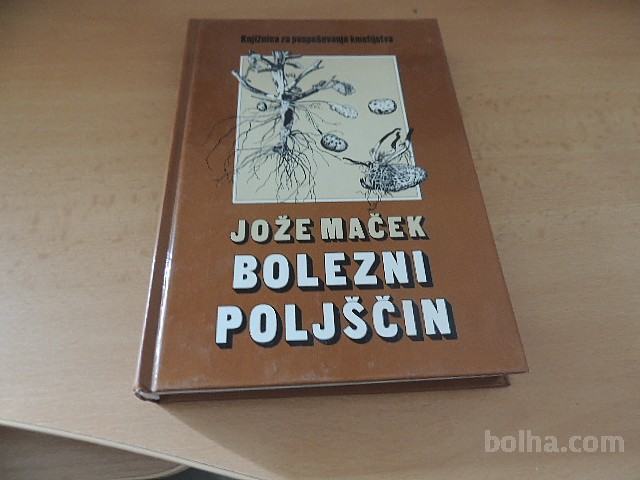 Knjižnica za pospeševanje kmetijstva
JOŽE MAČEK
BOLEZNI
POLJŠČIN
bolha.com